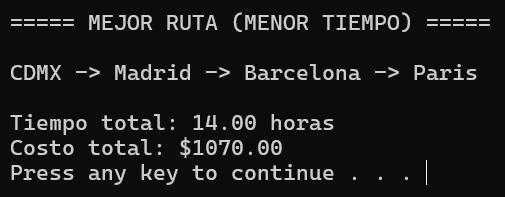 ===== MEJOR RUTA (MENOR TIEMPO) =====
CDMX -> Madrid -> Barcelona -> Paris
Tiempo total: 14.00 horas
Costo total: $1070.00
Press any key to continue . . .